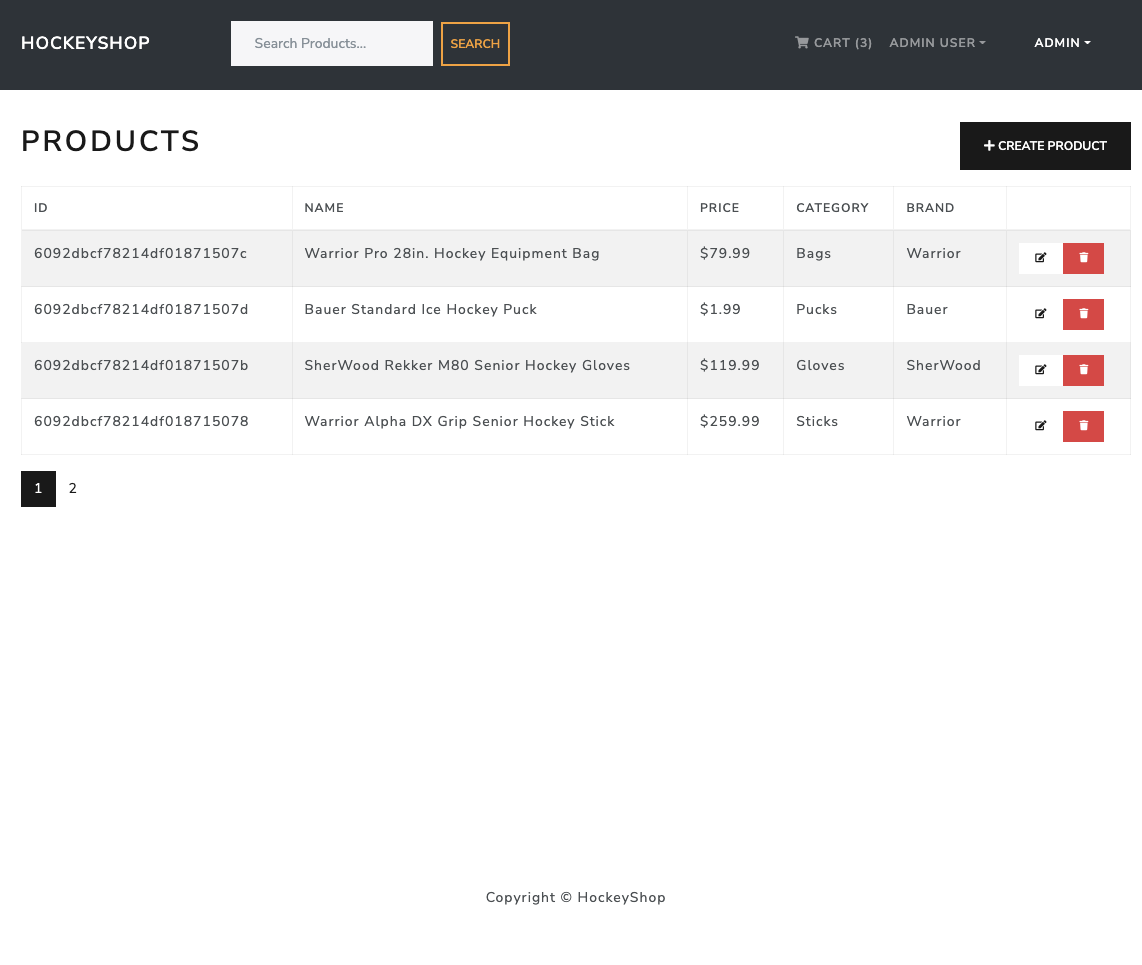 HOCKEYSHOP Search Products... SEARCH CART (3) ADMIN USER ADMIN
PRODUCTS
CREATE PRODUCT
ID NAME PRICE CATEGORY BRAND
6092dbcf78214df01871507c Warrior Pro 28in. Hockey Equipment Bag $79.99 Bags Warrior
6092dbcf78214df01871507d Bauer Standard Ice Hockey Puck $1.99 Pucks Bauer
6092dbcf78214df01871507b SherWood Rekker M80 Senior Hockey Gloves $119.99 Gloves SherWood
6092dbcf78214df018715078 Warrior Alpha DX Grip Senior Hockey Stick $259.99 Sticks Warrior
1 2
Copyright © HockeyShop